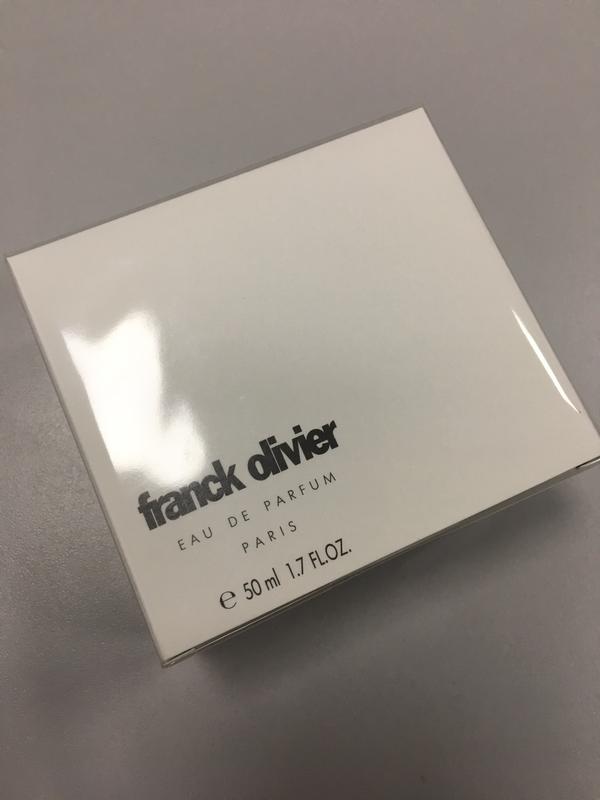 franck olivier
EAU DE PARFUM
PARIS
℮ 50 ml 1.7 FL.OZ.